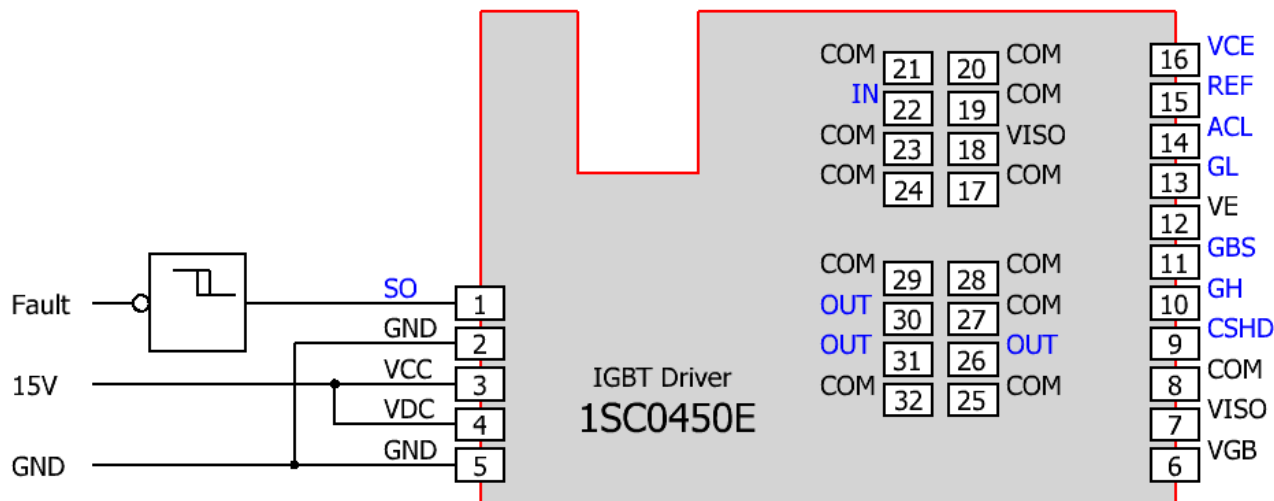 COM 21 20 COM
IN 22 19 COM
COM 23 18 VISO
COM 24 17 COM
16 VCE
15 REF
14 ACL
13 GL
12 VE
11 GBS
10 GH
9 CSHD
8 COM
7 VISO
6 VGB
COM 29 28 COM
OUT 30 27 COM
OUT 31 26 OUT
COM 32 25 COM
Fault SO 1
GND 2
15V VCC 3
VDC 4
GND GND 5
IGBT Driver
1SC0450E